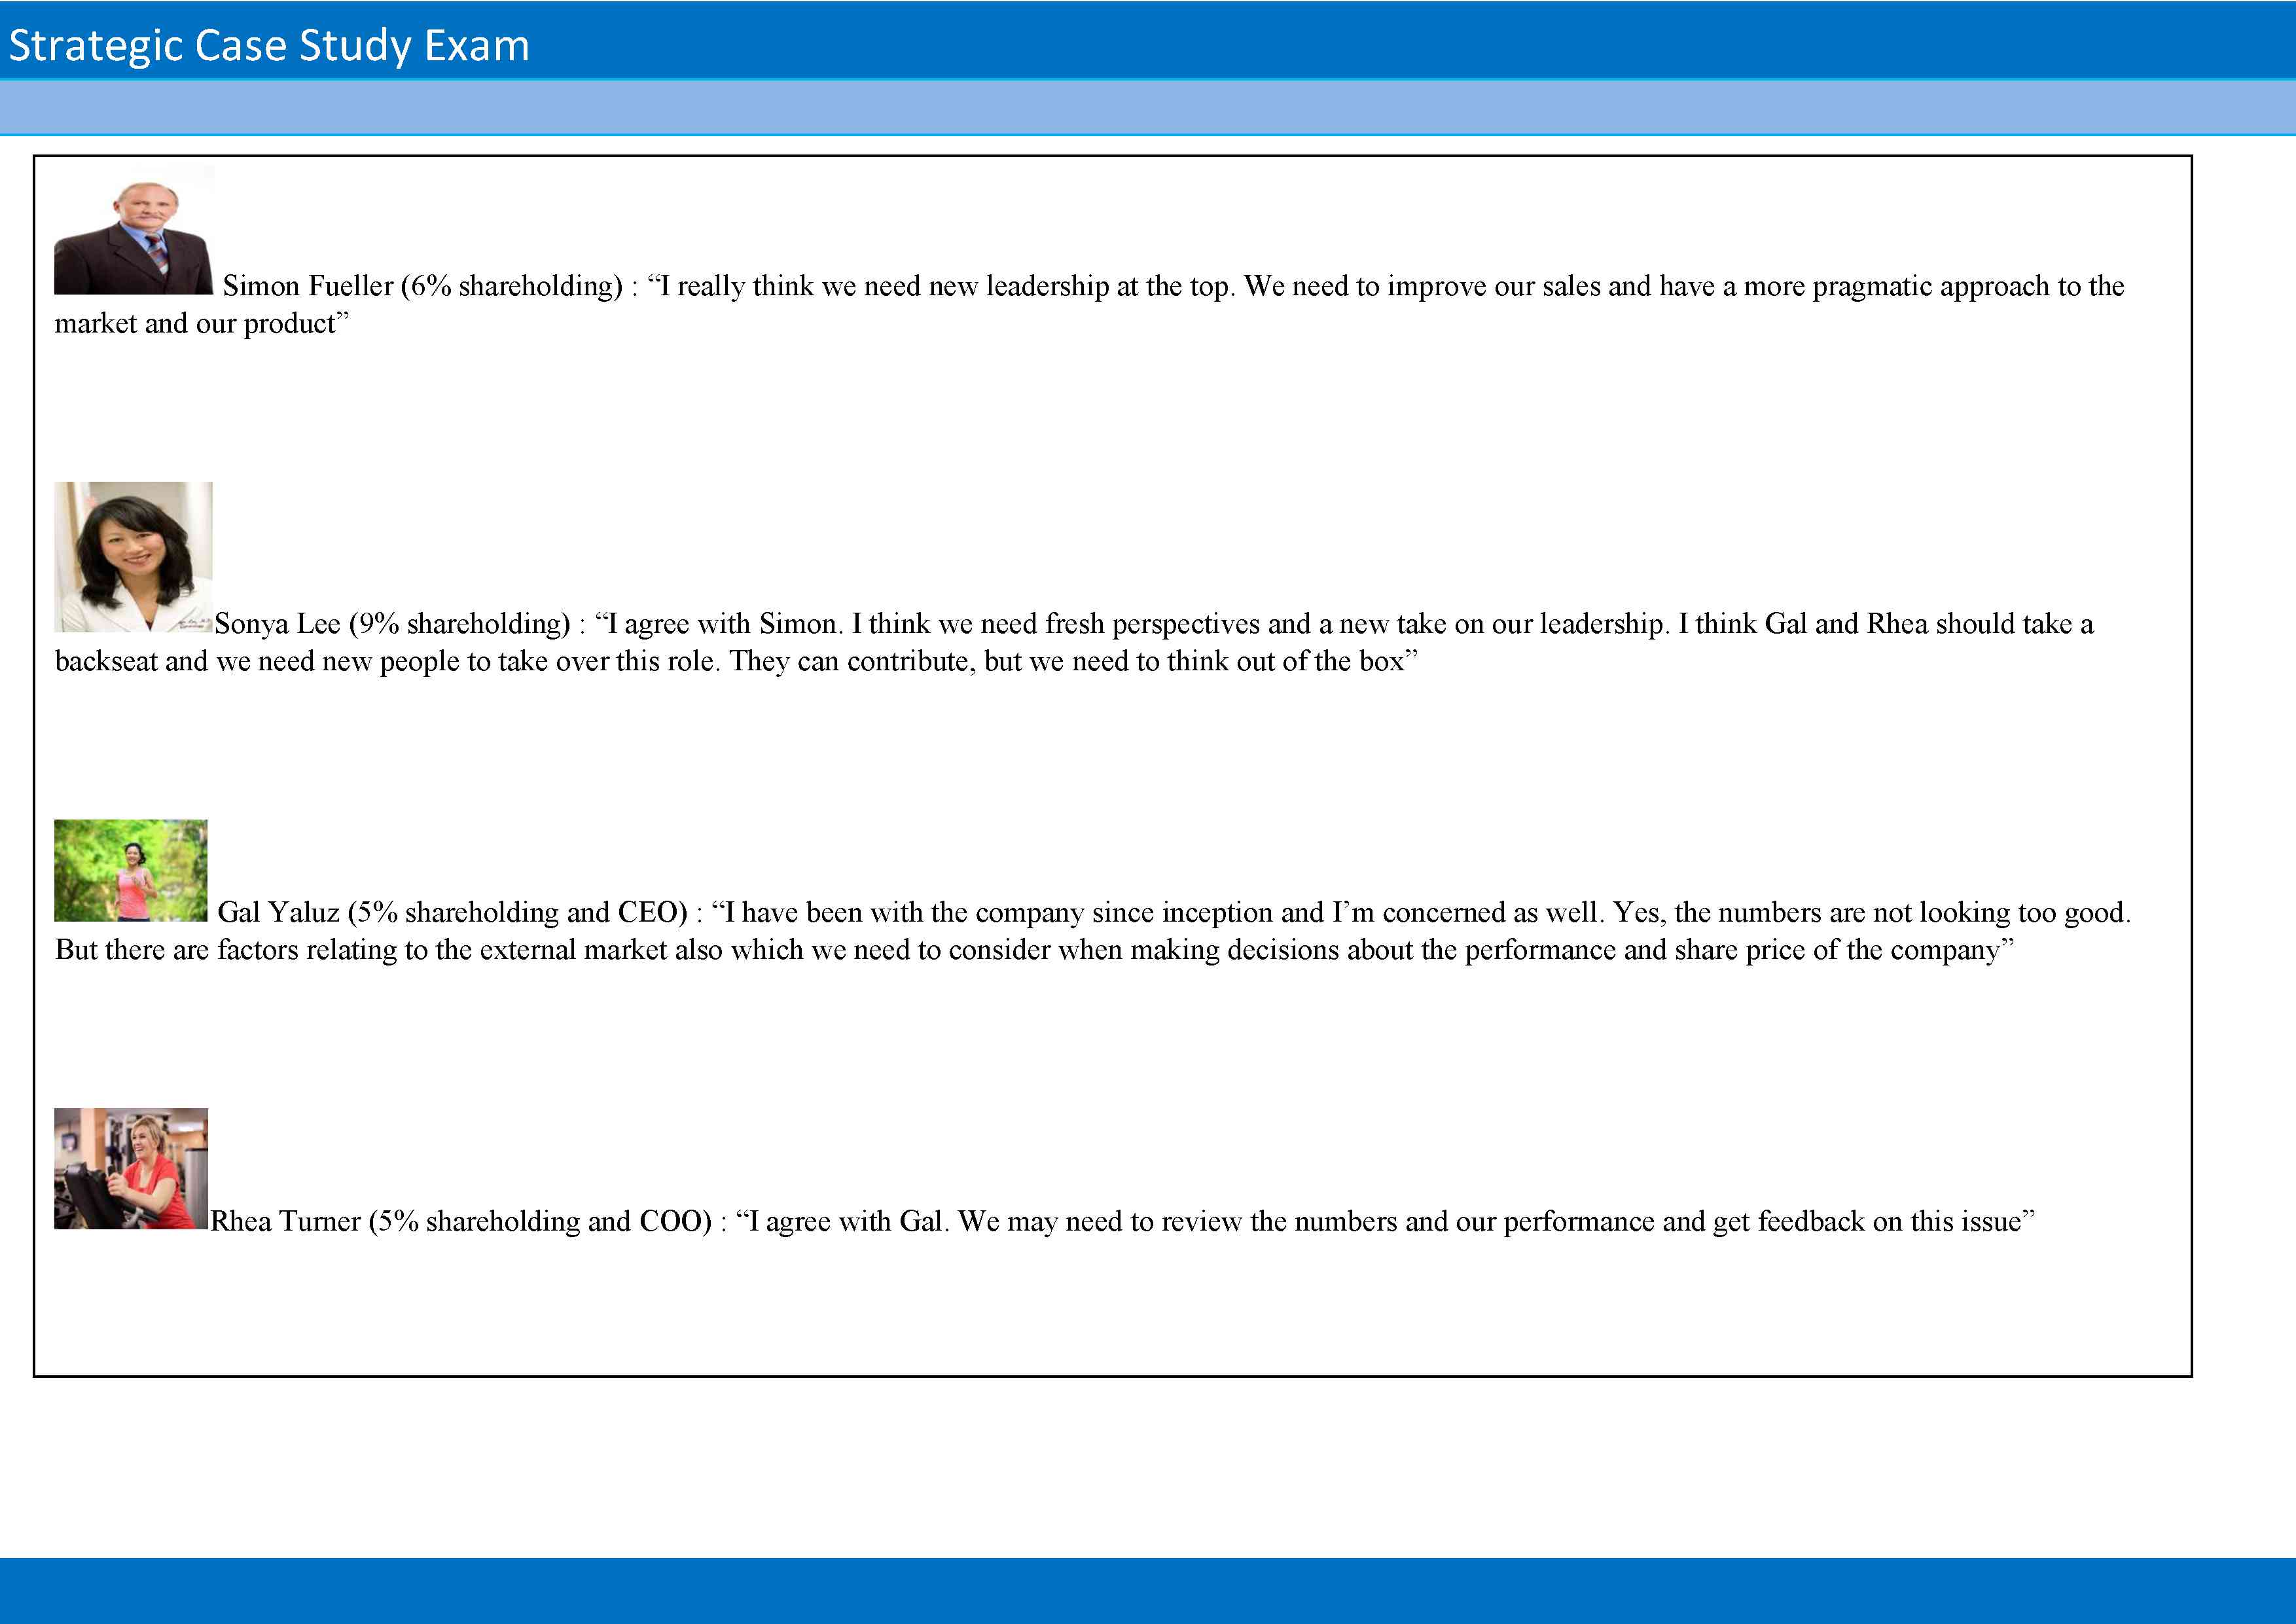 Strategic Case Study Exam
Simon Fueller (6% shareholding) : “I really think we need new leadership at the top. We need to improve our sales and have a more pragmatic approach to the
market and our product”
Sonya Lee (9% shareholding) : “I agree with Simon. I think we need fresh perspectives and a new take on our leadership. I think Gal and Rhea should take a
backseat and we need new people to take over this role. They can contribute, but we need to think out of the box”
Gal Yaluz (5% shareholding and CEO) : “I have been with the company since inception and I’m concerned as well. Yes, the numbers are not looking too good.
But there are factors relating to the external market also which we need to consider when making decisions about the performance and share price of the company”
Rhea Turner (5% shareholding and COO) : “I agree with Gal. We may need to review the numbers and our performance and get feedback on this issue”